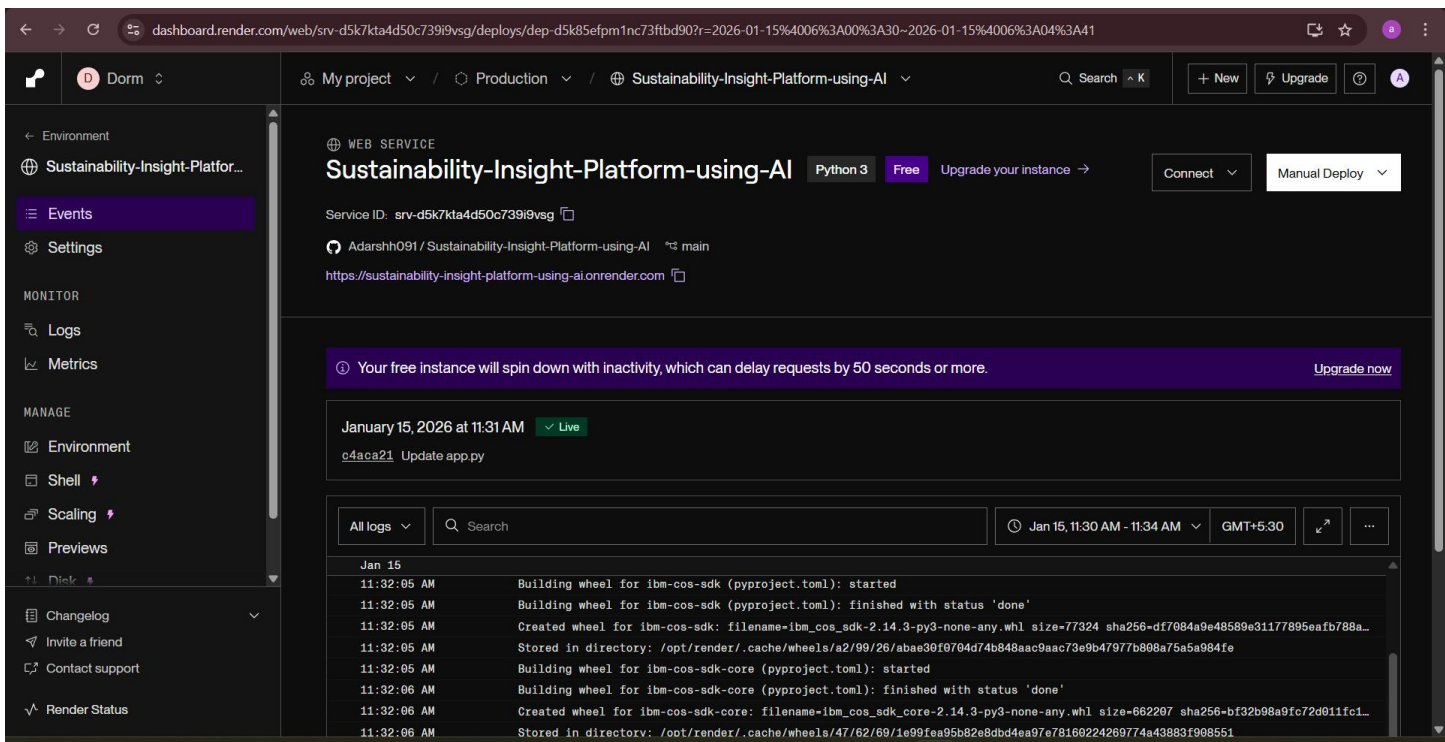 dashboard.render.com/web/srv-d5k7kta4d50c739i9vsg/deploys/dep-d5k85efpm1nc73ftbd90?r=2026-01-15%4006%3A00%3A30~2026-01-15%4006%3A04%3A41
a
D Dorm
My project / Production / Sustainability-Insight-Platform-using-AI
Search ^ K
+ New
Upgrade
A
← Environment
Sustainability-Insight-Platfor...
Events
Settings
MONITOR
Logs
Metrics
MANAGE
Environment
Shell
Scaling
Previews
Disk
Changelog
Invite a friend
Contact support
Render Status
WEB SERVICE
Sustainability-Insight-Platform-using-AI Python 3 Free Upgrade your instance →
Connect
Manual Deploy
Service ID: srv-d5k7kta4d50c739i9vsg
Adarshh091 / Sustainability-Insight-Platform-using-AI main
https://sustainability-insight-platform-using-ai.onrender.com
Your free instance will spin down with inactivity, which can delay requests by 50 seconds or more. Upgrade now
January 15, 2026 at 11:31 AM Live
c4aca21 Update app.py
All logs Search Jan 15, 11:30 AM - 11:34 AM GMT+5:30 ...
Jan 15
11:32:05 AM Building wheel for ibm-cos-sdk (pyproject.toml): started
11:32:05 AM Building wheel for ibm-cos-sdk (pyproject.toml): finished with status 'done'
11:32:05 AM Created wheel for ibm-cos-sdk: filename=ibm_cos_sdk-2.14.3-py3-none-any.whl size=77324 sha256=df7084a9e48589e31177895eafb788a...
11:32:05 AM Stored in directory: /opt/render/.cache/wheels/a2/99/26/abae30f0704d74b848aac9aac73e9b47977b808a75a5a984fe
11:32:05 AM Building wheel for ibm-cos-sdk-core (pyproject.toml): started
11:32:06 AM Building wheel for ibm-cos-sdk-core (pyproject.toml): finished with status 'done'
11:32:06 AM Created wheel for ibm-cos-sdk-core: filename=ibm_cos_sdk_core-2.14.3-py3-none-any.whl size=662207 sha256=bf32b98a9fc72d011fc1...
11:32:06 AM Stored in directory: /opt/render/.cache/wheels/47/62/69/1e99fea95b82e8dbd4ea97e78160224269774a43883f908551